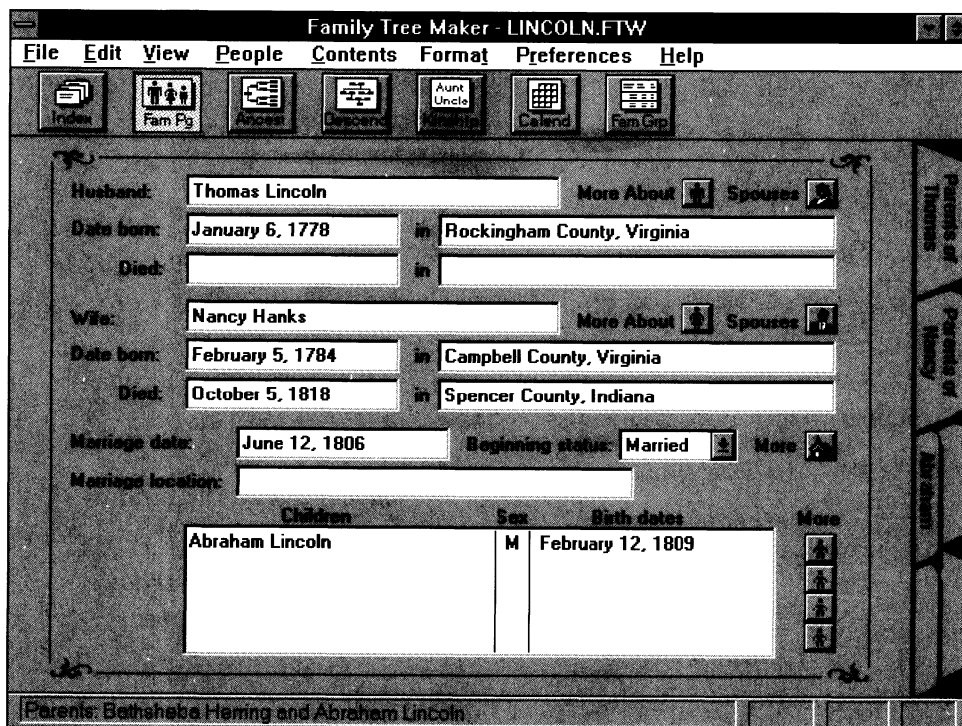 Family Tree Maker - LINCOLN.FTW
File Edit View People Contents Format Preferences Help
Index Fam Pg Ancest Descend Aunt Uncle Kinship Calend Fam Grp
Husband: Thomas Lincoln More About Spouses
Date born: January 6, 1778 in Rockingham County, Virginia
Died: in
Wife: Nancy Hanks More About Spouses
Date born: February 5, 1784 in Campbell County, Virginia
Died: October 5, 1818 in Spencer County, Indiana
Marriage date: June 12, 1806 Beginning status: Married More
Marriage location:
Children Sex Birth dates More
Abraham Lincoln M February 12, 1809
Parents of Thomas
Parents of Nancy
Abraham
Parents: Bathsheba Herring and Abraham Lincoln